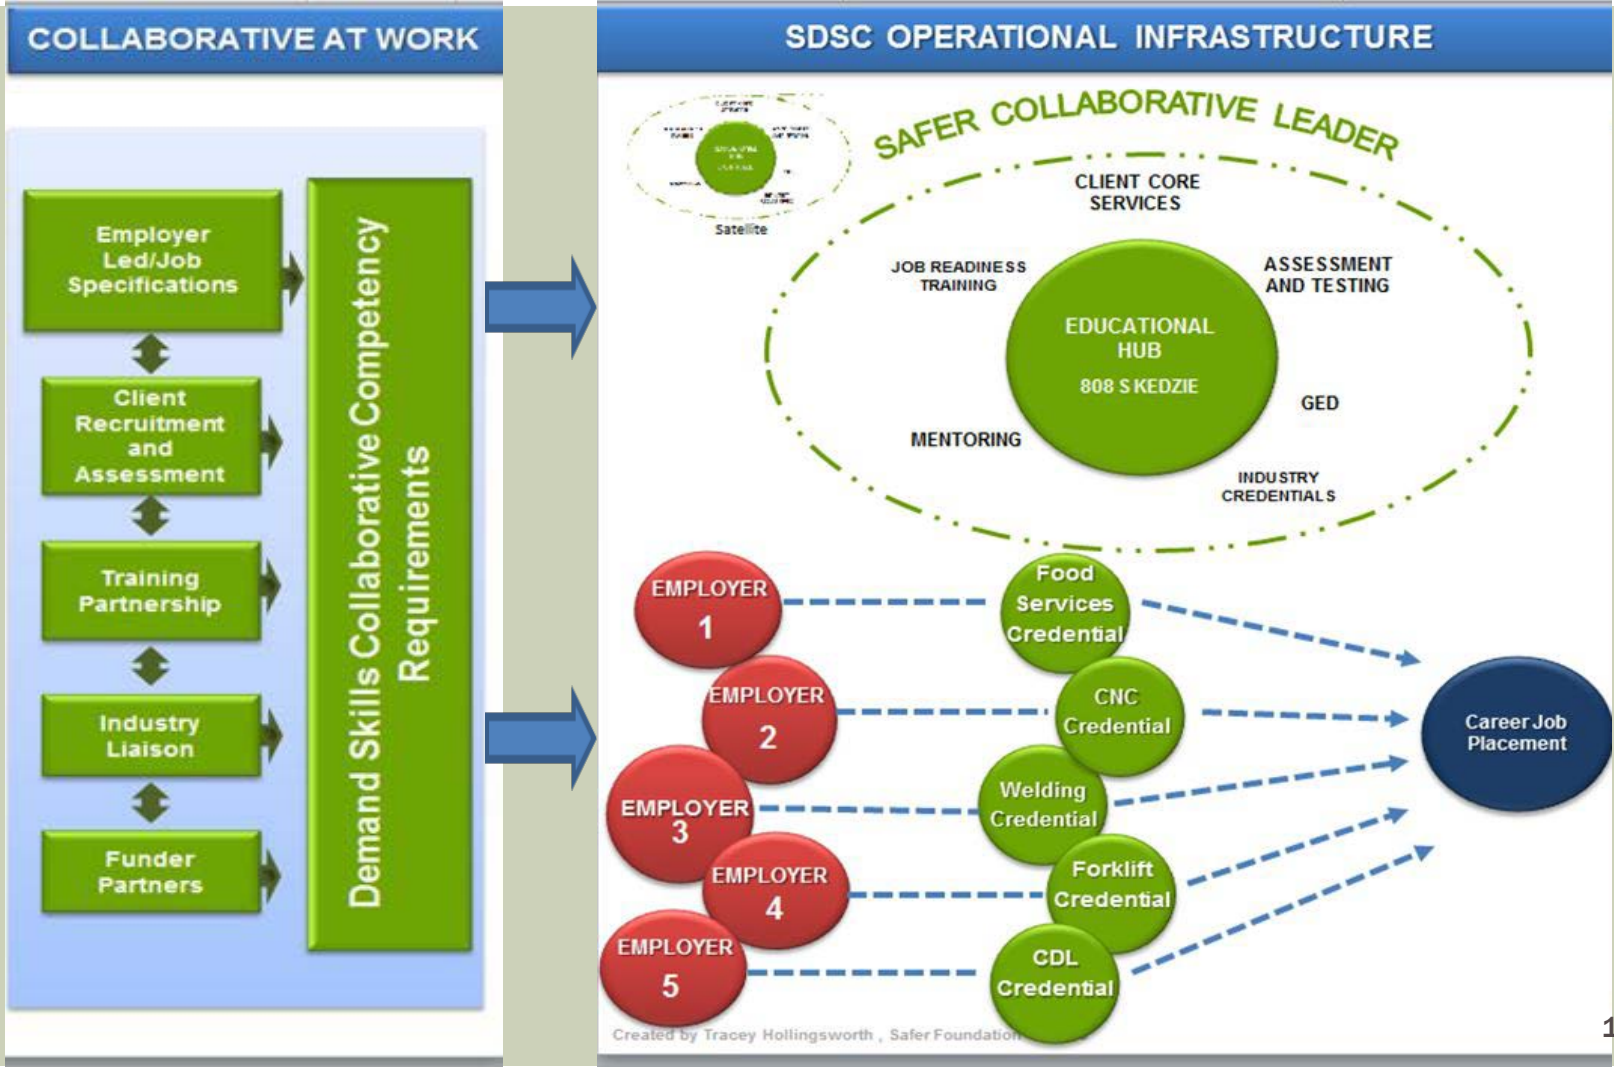 COLLABORATIVE AT WORK
Employer
Led/Job
Specifications
Client
Recruitment
and
Assessment
Training
Partnership
Industry
Liaison
Funder
Partners
Demand Skills Collaborative Competency
Requirements
SDSC OPERATIONAL INFRASTRUCTURE
Satellite
SAFER COLLABORATIVE LEADER
CLIENT CORE
SERVICES
JOB READINESS
TRAINING
ASSESSMENT
AND TESTING
EDUCATIONAL
HUB
808 S KEDZIE
GED
MENTORING
INDUSTRY
CREDENTIALS
EMPLOYER
1
Food
Services
Credential
EMPLOYER
2
CNC
Credential
EMPLOYER
3
Welding
Credential
EMPLOYER
4
Forklift
Credential
EMPLOYER
5
CDL
Credential
Career Job
Placement
Created by Tracey Hollingsworth , Safer Foundation
1